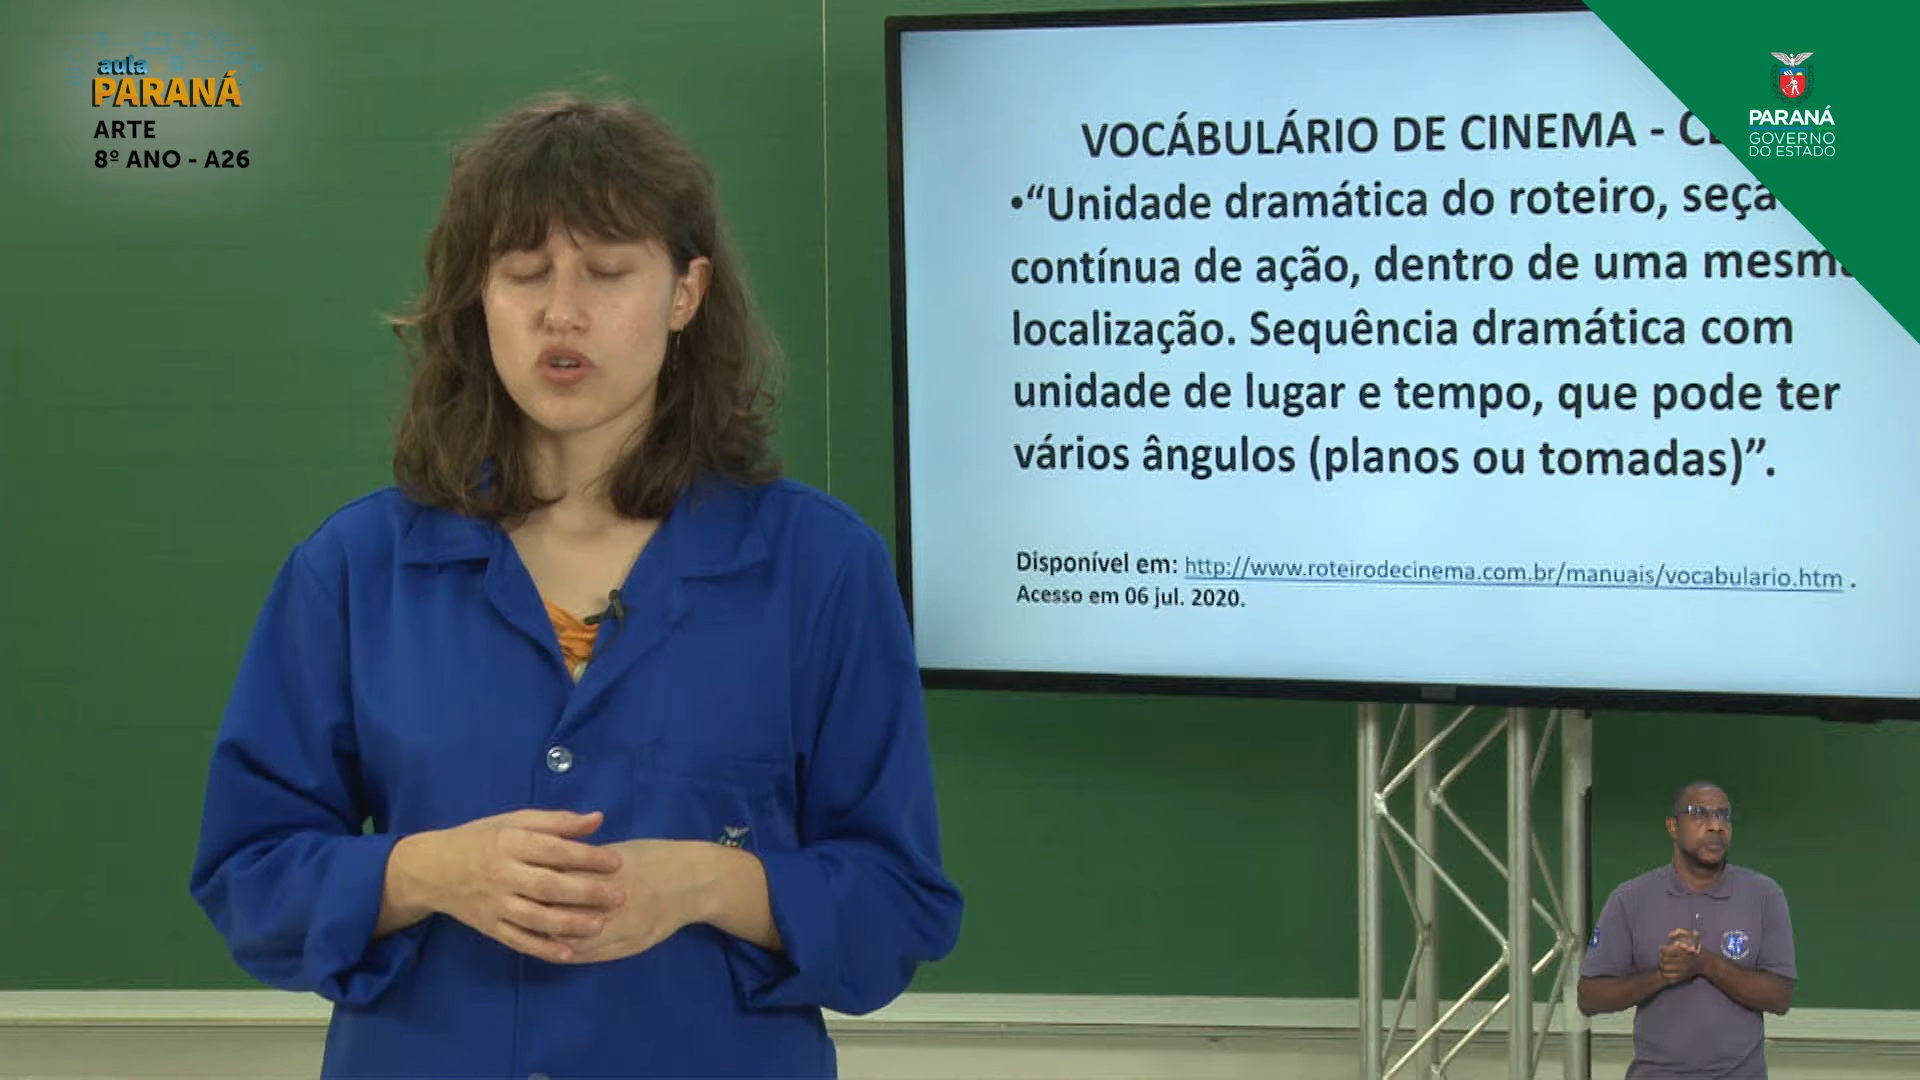 aula
PARANÁ
ARTE
8º ANO - A26
VOCÁBULÁRIO DE CINEMA -
•“Unidade dramática do roteiro,
contínua de ação, dentro de uma
localização. Sequência dramática com
unidade de lugar e tempo, que pode ter
vários ângulos (planos ou tomadas)”.
Disponível em: http://www.roteirodecinema.com.br/manuais/vocabulario.htm .
Acesso em 06 jul. 2020.
PARANÁ
GOVERNO
DO ESTADO